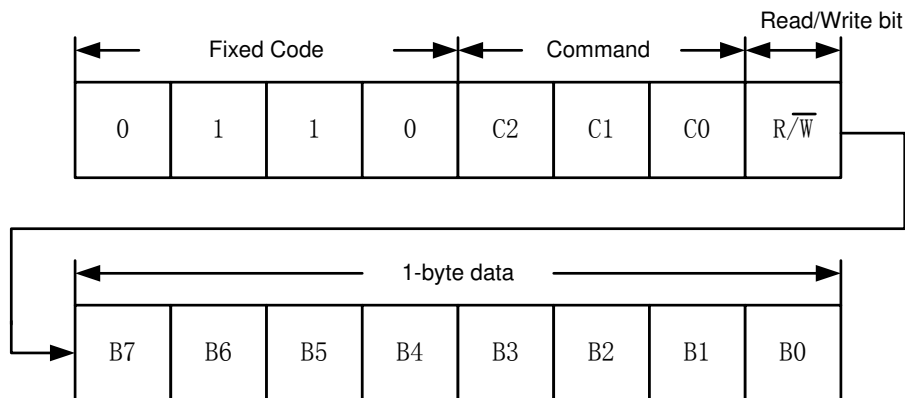 Read/Write bit
Fixed Code Command
0 1 1 0 C2 C1 C0 R/W̅
1-byte data
B7 B6 B5 B4 B3 B2 B1 B0